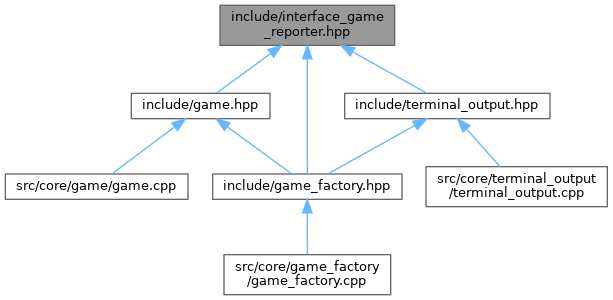 include/interface_game
_reporter.hpp
include/game.hpp
include/terminal_output.hpp
src/core/game/game.cpp
include/game_factory.hpp
src/core/terminal_output
/terminal_output.cpp
src/core/game_factory
/game_factory.cpp